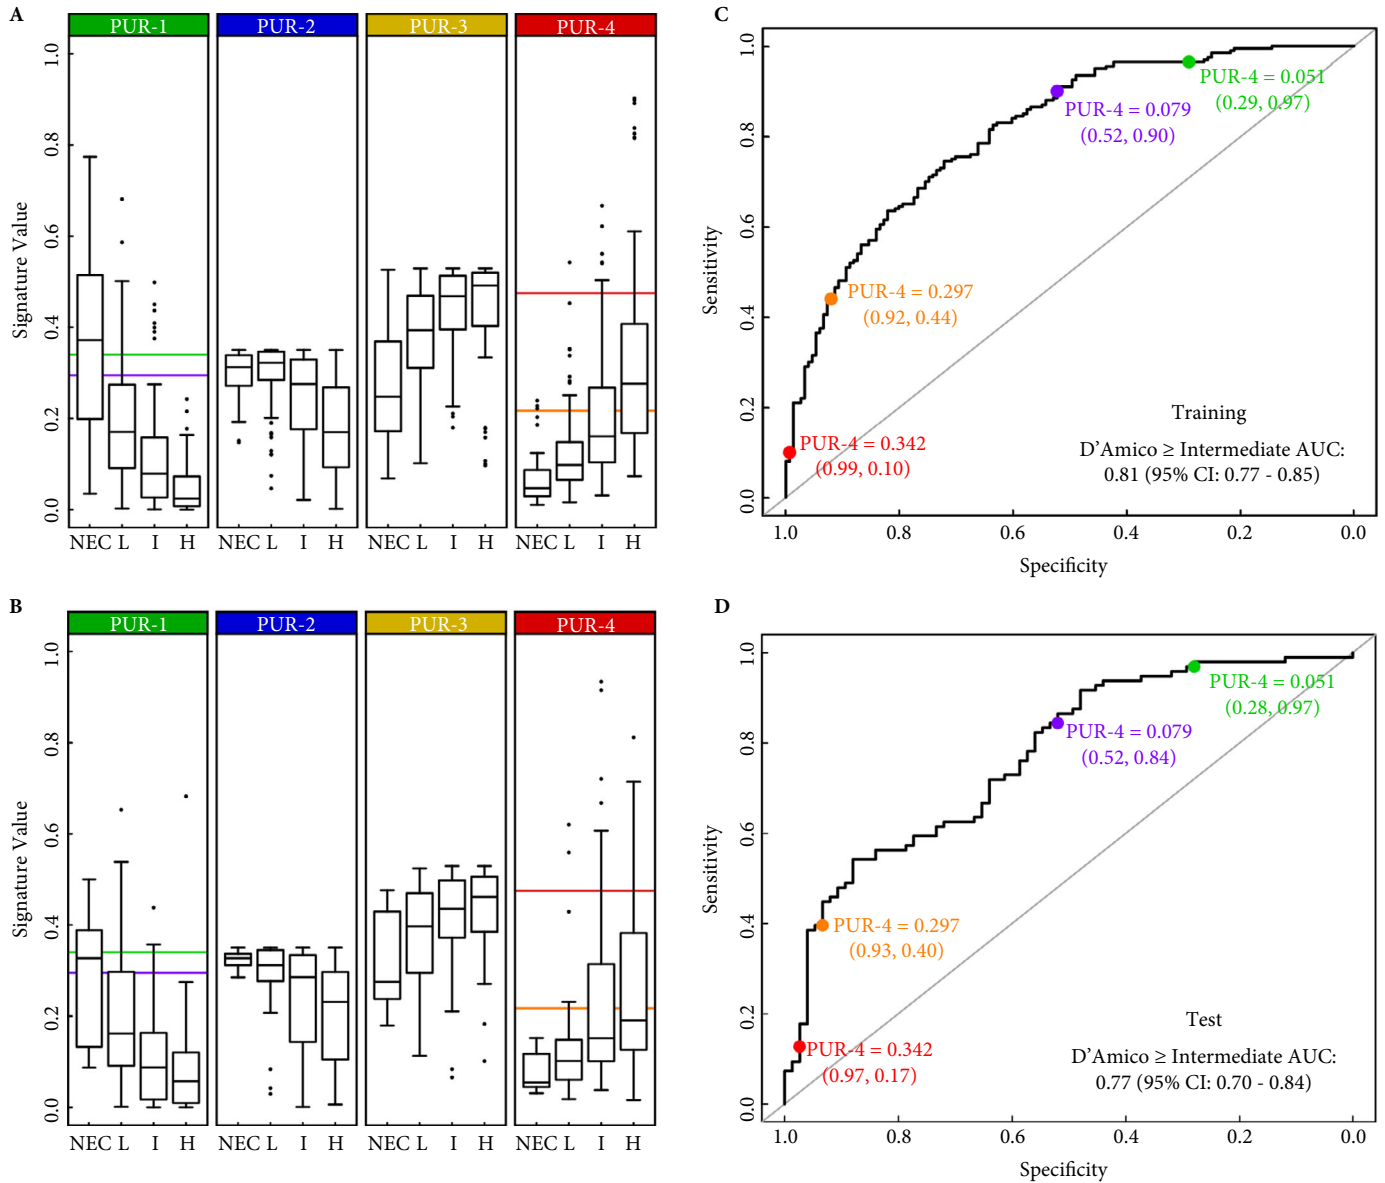 A
PUR-1 PUR-2 PUR-3 PUR-4
Signature Value
1.0
0.8
0.6
0.4
0.2
0.0
NEC L I H NEC L I H NEC L I H NEC L I H
B
PUR-1 PUR-2 PUR-3 PUR-4
Signature Value
1.0
0.8
0.6
0.4
0.2
0.0
NEC L I H NEC L I H NEC L I H NEC L I H
C
Sensitivity
1.0
0.8
0.6
0.4
0.2
0.0
PUR-4 = 0.051
(0.29, 0.97)
PUR-4 = 0.079
(0.52, 0.90)
PUR-4 = 0.297
(0.92, 0.44)
PUR-4 = 0.342
(0.99, 0.10)
Training
D'Amico ≥ Intermediate AUC:
0.81 (95% CI: 0.77 - 0.85)
1.0 0.8 0.6 0.4 0.2 0.0
Specificity
D
Sensitivity
1.0
0.8
0.6
0.4
0.2
0.0
PUR-4 = 0.051
(0.28, 0.97)
PUR-4 = 0.079
(0.52, 0.84)
PUR-4 = 0.297
(0.93, 0.40)
PUR-4 = 0.342
(0.97, 0.17)
Test
D'Amico ≥ Intermediate AUC:
0.77 (95% CI: 0.70 - 0.84)
1.0 0.8 0.6 0.4 0.2 0.0
Specificity